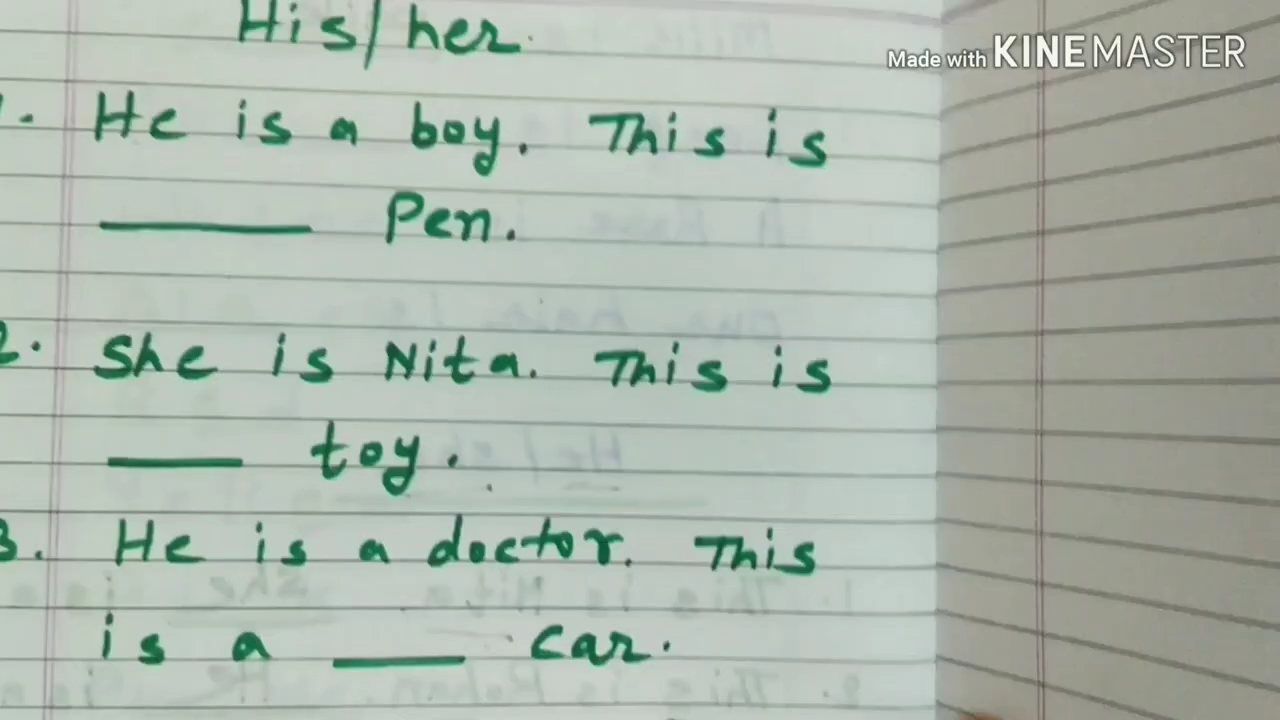 His/her.
Made with KINEMASTER
1. He is a boy. This is
______ Pen.
2. She is Nita. This is
____ toy.
3. He is a doctor. This
is a ____ car.